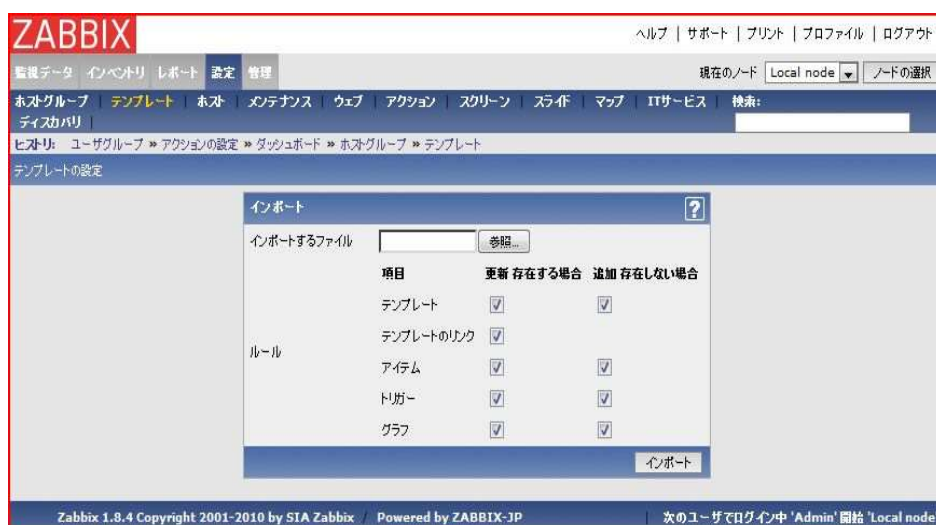 ZABBIX
ヘルプ | サポート | プリント | プロファイル | ログアウト
監視データ インベントリ レポート 設定 管理
現在のノード Local node ノードの選択
ホストグループ | テンプレート | ホスト | メンテナンス | ウェブ | アクション | スクリーン | スライド | マップ | ITサービス | 検索:
ディスカバリ |
ヒストリ: ユーザグループ » アクションの設定 » ダッシュボード » ホストグループ » テンプレート
テンプレートの設定
インポート ?
インポートするファイル 参照...
項目 更新 存在する場合 追加 存在しない場合
テンプレート
テンプレートのリンク
ルール
アイテム
トリガー
グラフ
インポート
Zabbix 1.8.4 Copyright 2001-2010 by SIA Zabbix / Powered by ZABBIX-JP | 次のユーザでログイン中 'Admin' 開始 'Local node